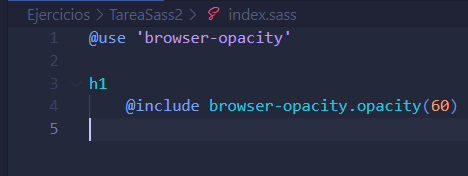 Ejercicios > TareaSass2 > index.sass
1 @use 'browser-opacity'
2
3 h1
4 @include browser-opacity.opacity(60)
5